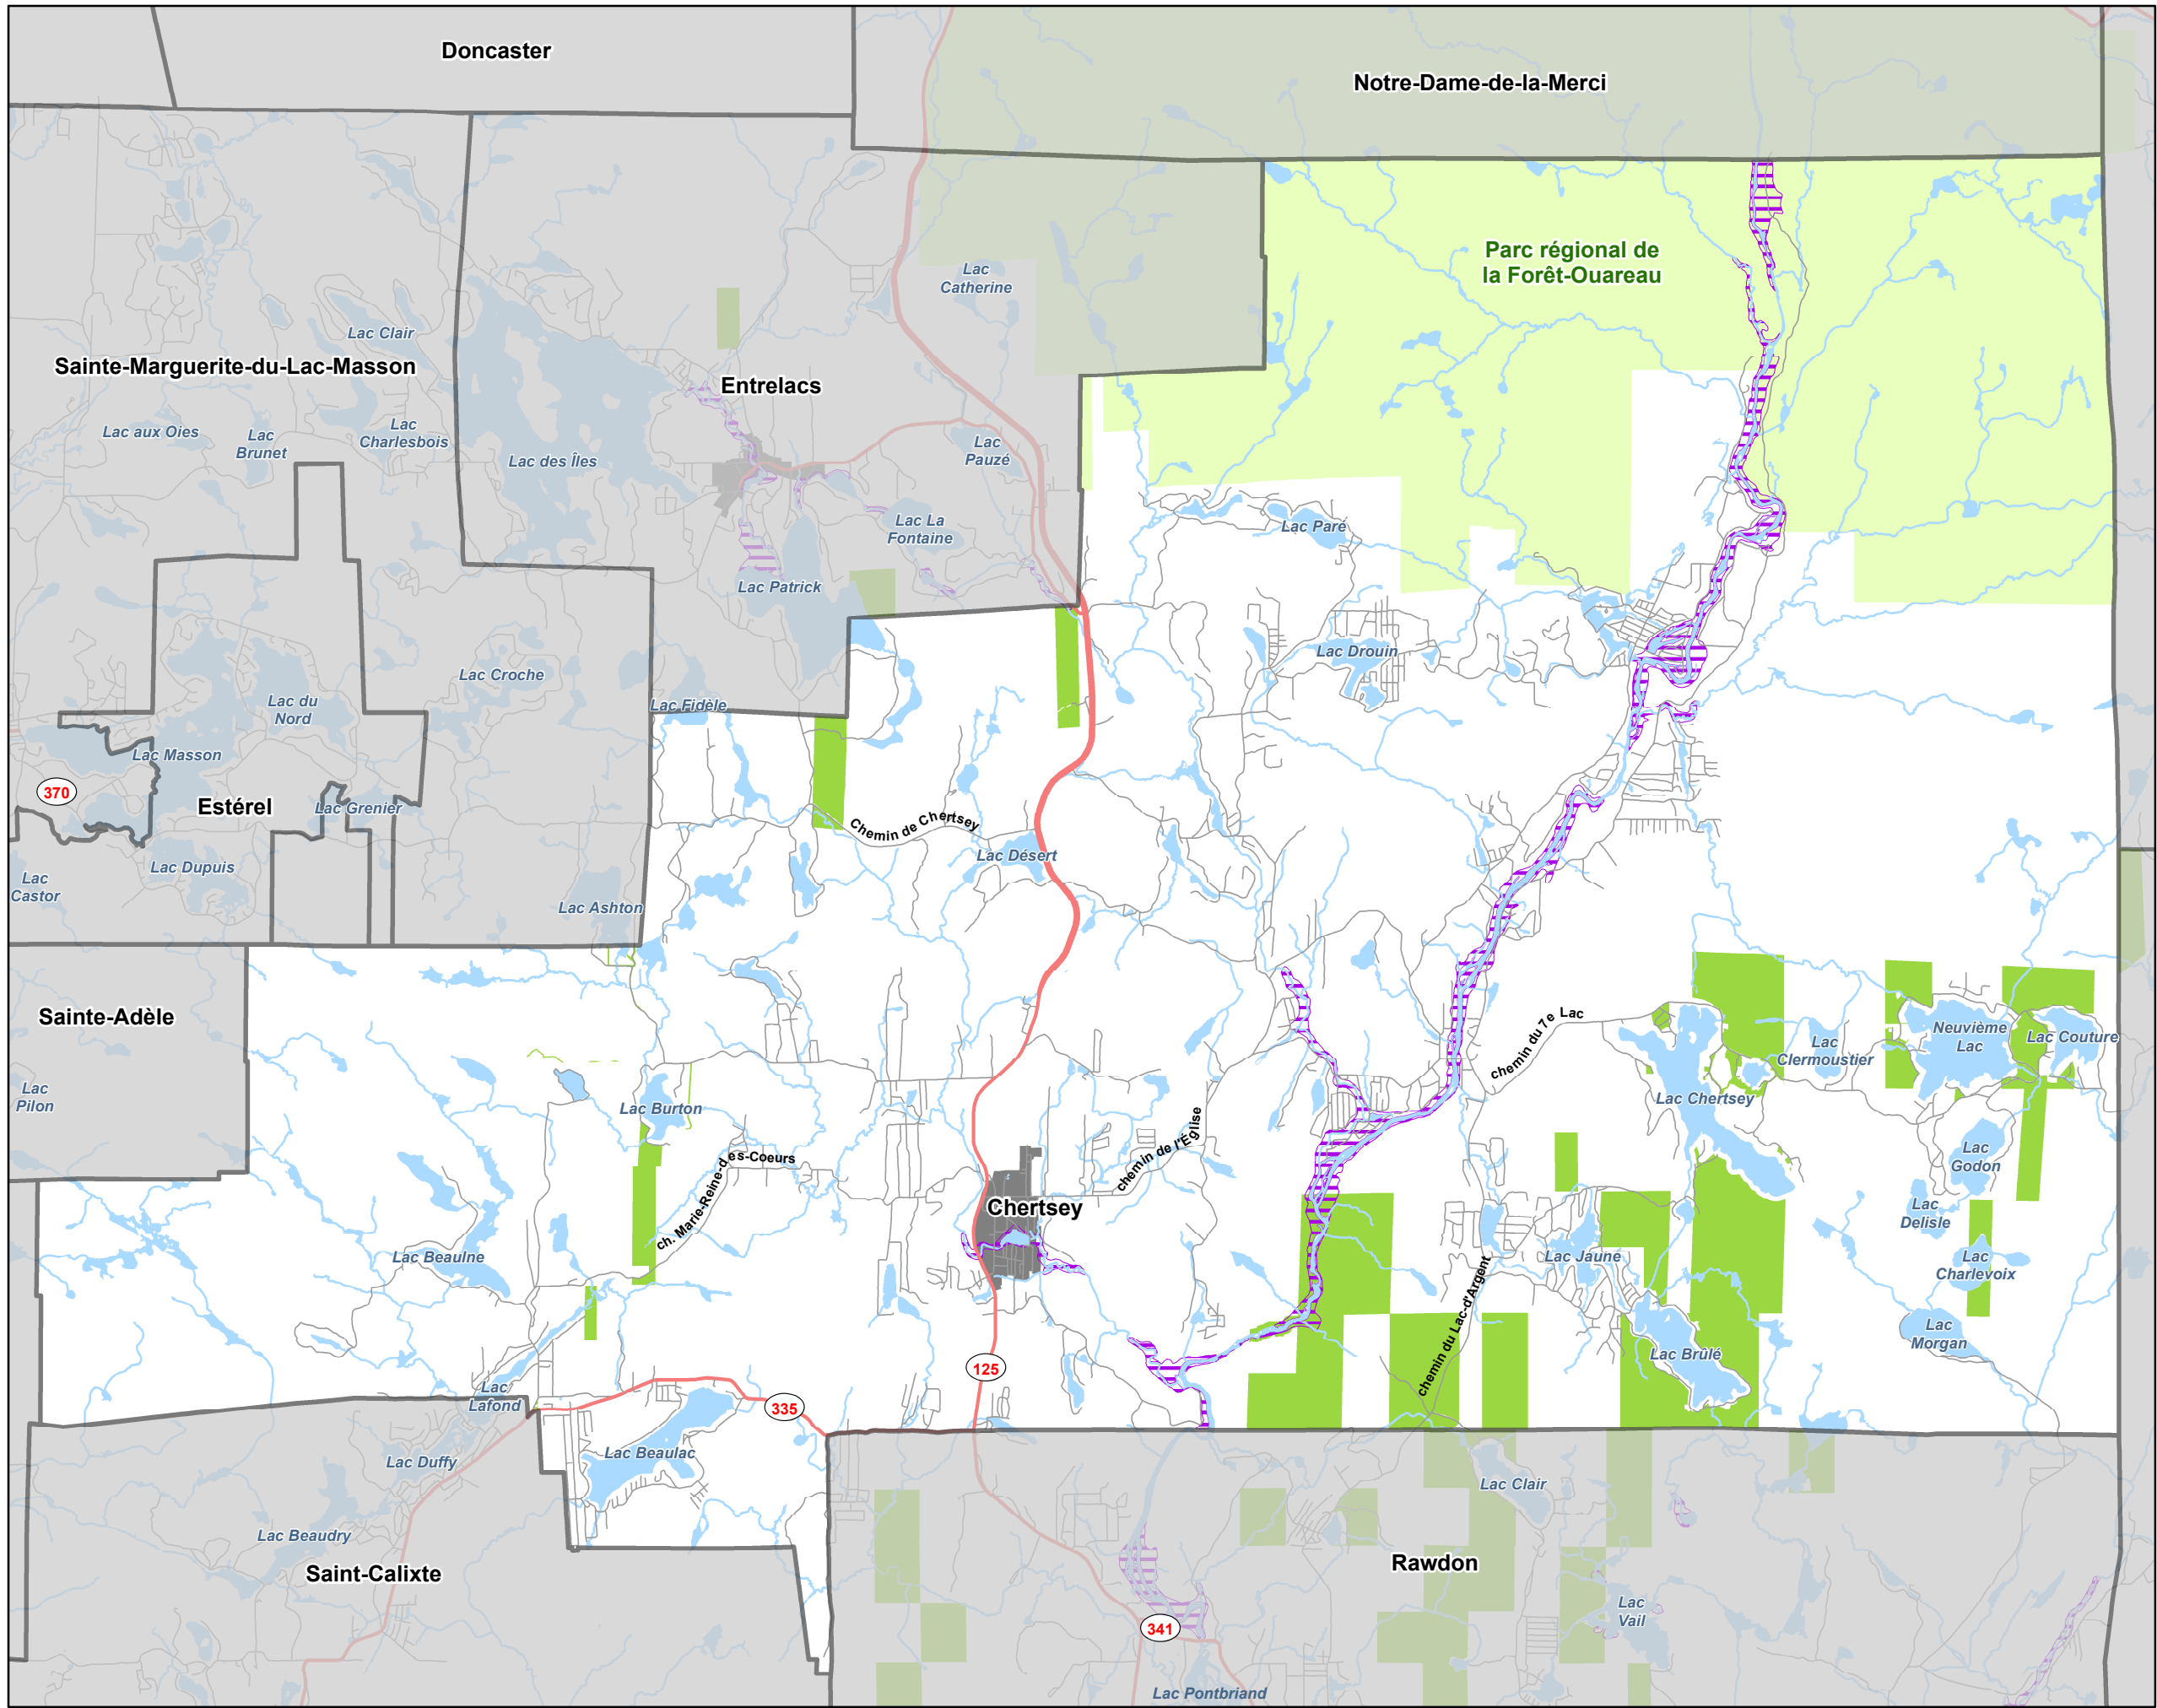 Doncaster
Notre-Dame-de-la-Merci
Parc régional de
la Forêt-Ouareau
Lac
Catherine
Lac Clair
Sainte-Marguerite-du-Lac-Masson
Entrelacs
Lac aux Oies
Lac
Brunet
Lac
Charlesbois
Lac des Îles
Lac
Pauzé
Lac La
Fontaine
Lac Paré
Lac Patrick
Lac Drouin
Lac Croche
Lac du
Nord
Lac Fidèle
Lac Masson
370
Estérel
Lac Grenier
Chemin de Chertsey
Lac Désert
Lac Dupuis
Lac
Castor
Lac Ashton
Sainte-Adèle
chemin du 7e Lac
Neuvième
Lac
Lac Couture
Lac
Clermoustier
Lac
Pilon
Lac Burton
Lac Chertsey
chemin de l'Église
ch. Marie-Reine-des-Coeurs
Lac
Godon
Chertsey
Lac
Delisle
Lac Beaulne
Lac Jaune
Lac
Charlevoix
chemin du Lac-d'Argent
Lac
Morgan
Lac Brûlé
125
Lac
Lafond
335
Lac Beaulac
Lac Duffy
Lac Clair
Lac Beaudry
Saint-Calixte
Rawdon
Lac
Vail
341
Lac Pontbriand